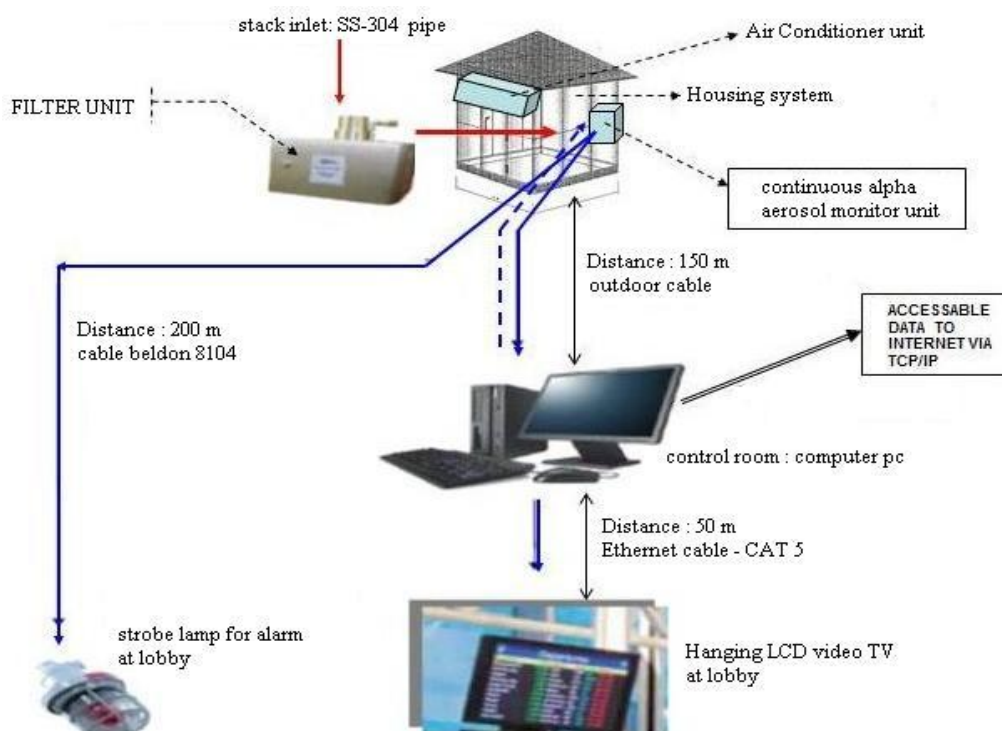 stack inlet: SS-304 pipe
Air Conditioner unit
FILTER UNIT
Housing system
continuous alpha
aerosol monitor unit
Distance : 150 m
outdoor cable
Distance : 200 m
cable beldon 8104
ACCESSABLE
DATA TO
INTERNET VIA
TCP/IP
control room : computer pc
Distance : 50 m
Ethernet cable - CAT 5
strobe lamp for alarm
at lobby
Hanging LCD video TV
at lobby